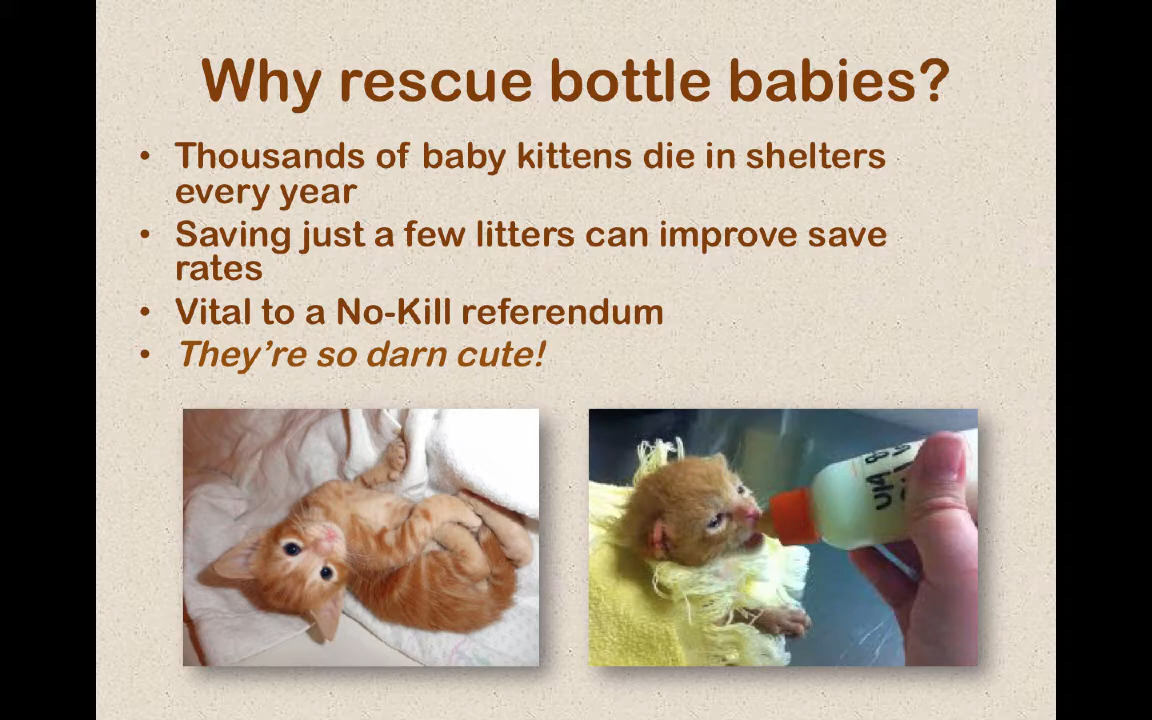 Why rescue bottle babies?
• Thousands of baby kittens die in shelters
every year
• Saving just a few litters can improve save
rates
• Vital to a No-Kill referendum
• They're so darn cute!